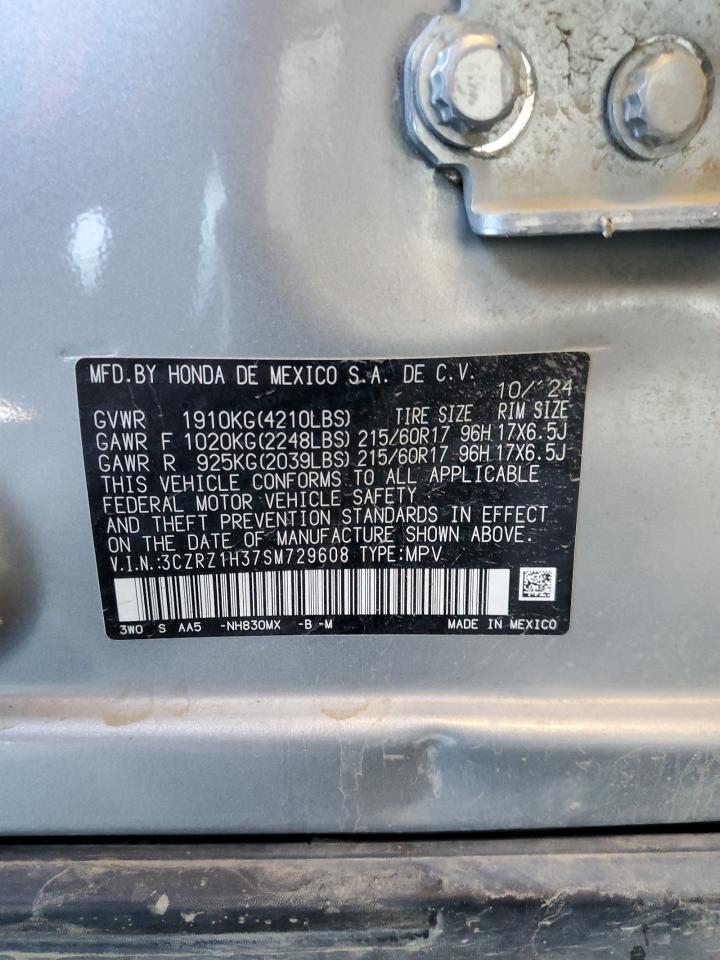 MFD.BY HONDA DE MEXICO S.A. DE C.V. 10/'24
GVWR 1910KG(4210LBS) TIRE SIZE RIM SIZE
GAWR F 1020KG(2248LBS) 215/60R17 96H 17X6.5J
GAWR R 925KG(2039LBS) 215/60R17 96H 17X6.5J
THIS VEHICLE CONFORMS TO ALL APPLICABLE
FEDERAL MOTOR VEHICLE SAFETY
AND THEFT PREVENTION STANDARDS IN EFFECT
ON THE DATE OF MANUFACTURE SHOWN ABOVE.
V.I.N.:3CZRZ1H37SM729608 TYPE:MPV
3W0 S AA5 -NH830MX -B -M MADE IN MEXICO